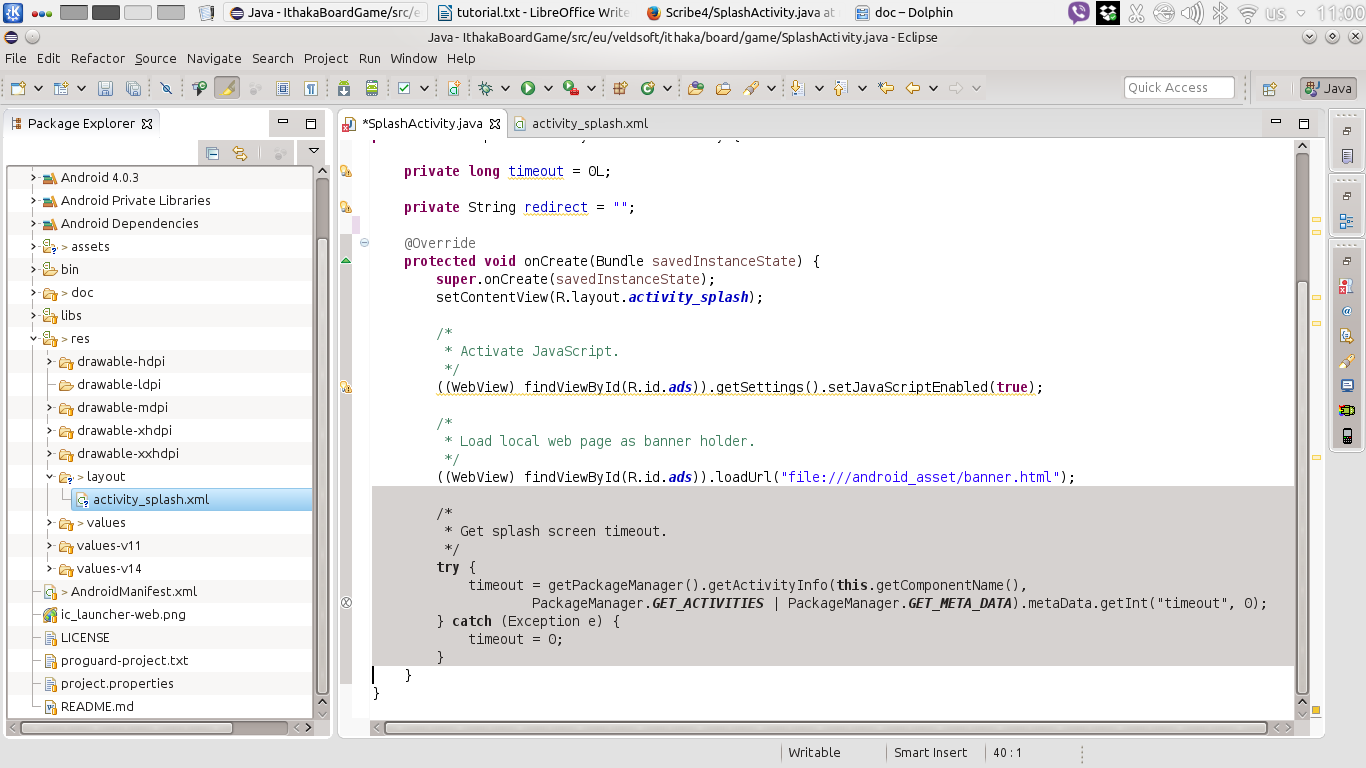 Java - IthakaBoardGame/src/e
tutorial.txt - LibreOffice Write
Scribe4/SplashActivity.java at
doc – Dolphin
us
11:00
Java - IthakaBoardGame/src/eu/veldsoft/ithaka/board/game/SplashActivity.java - Eclipse
File Edit Refactor Source Navigate Search Project Run Window Help
Quick Access
Java
Package Explorer
*SplashActivity.java
activity_splash.xml
Android 4.0.3
Android Private Libraries
Android Dependencies
> assets
bin
> doc
libs
> res
drawable-hdpi
drawable-ldpi
drawable-mdpi
drawable-xhdpi
drawable-xxhdpi
> layout
activity_splash.xml
> values
values-v11
values-v14
> AndroidManifest.xml
ic_launcher-web.png
LICENSE
proguard-project.txt
project.properties
README.md
private long timeout = 0L;
private String redirect = "";
@Override
protected void onCreate(Bundle savedInstanceState) {
super.onCreate(savedInstanceState);
setContentView(R.layout.activity_splash);
/*
* Activate JavaScript.
*/
((WebView) findViewById(R.id.ads)).getSettings().setJavaScriptEnabled(true);
/*
* Load local web page as banner holder.
*/
((WebView) findViewById(R.id.ads)).loadUrl("file:///android_asset/banner.html");
/*
* Get splash screen timeout.
*/
try {
timeout = getPackageManager().getActivityInfo(this.getComponentName(),
PackageManager.GET_ACTIVITIES | PackageManager.GET_META_DATA).metaData.getInt("timeout", 0);
} catch (Exception e) {
timeout = 0;
}
}
}
Writable
Smart Insert
40 : 1